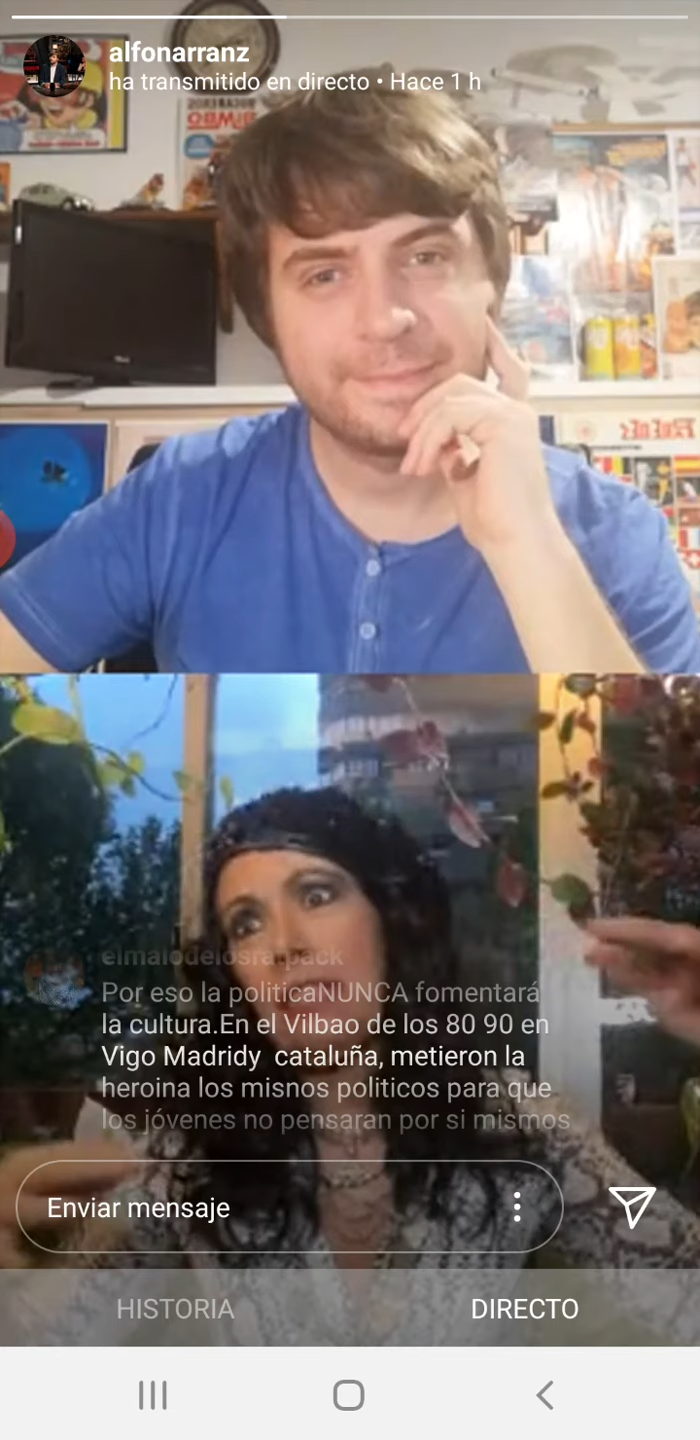 alfonarranz
ha transmitido en directo • Hace 1 h
elmalodelosratpack
Por eso la politicaNUNCA fomentará
la cultura.En el Vilbao de los 80 90 en
Vigo Madridy  cataluña, metieron la
heroina los misnos politicos para que
los jóvenes no pensaran por si mismos
Enviar mensaje
HISTORIA
DIRECTO